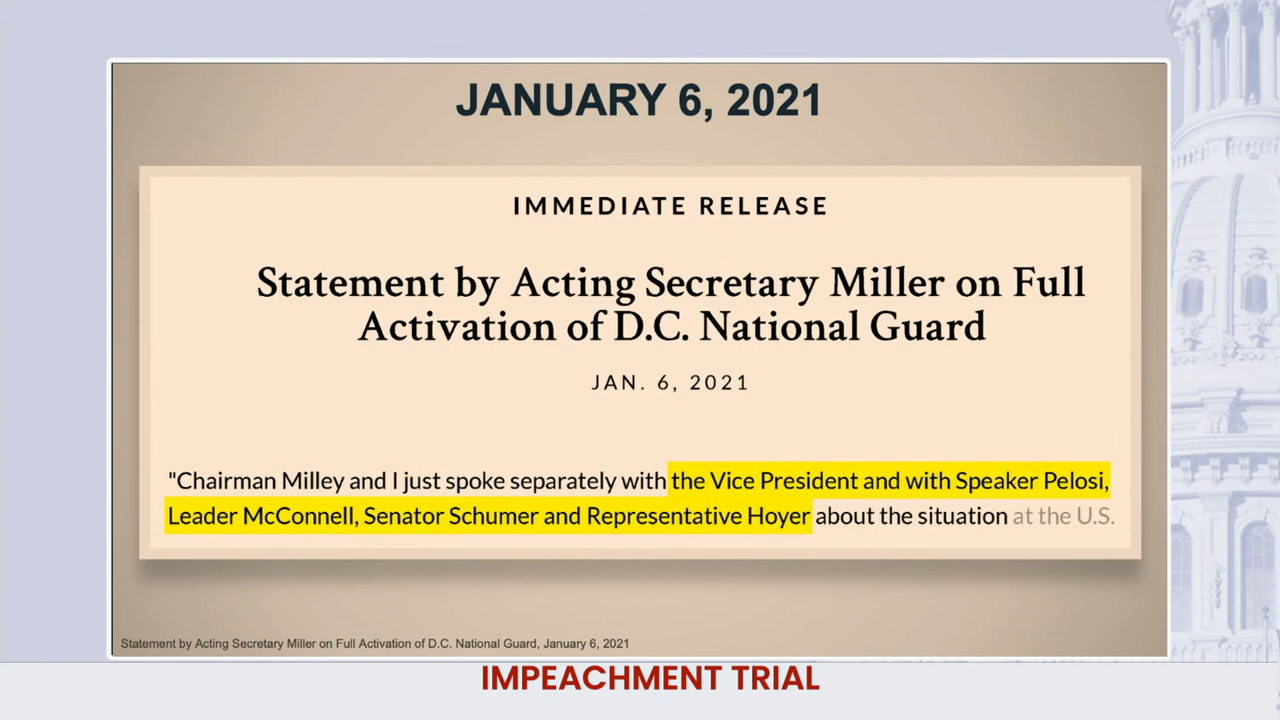 JANUARY 6, 2021
IMMEDIATE RELEASE
Statement by Acting Secretary Miller on Full
Activation of D.C. National Guard
JAN. 6, 2021
"Chairman Milley and I just spoke separately with the Vice President and with Speaker Pelosi,
Leader McConnell, Senator Schumer and Representative Hoyer about the situation at the U.S.
Statement by Acting Secretary Miller on Full Activation of D.C. National Guard, January 6, 2021
IMPEACHMENT TRIAL